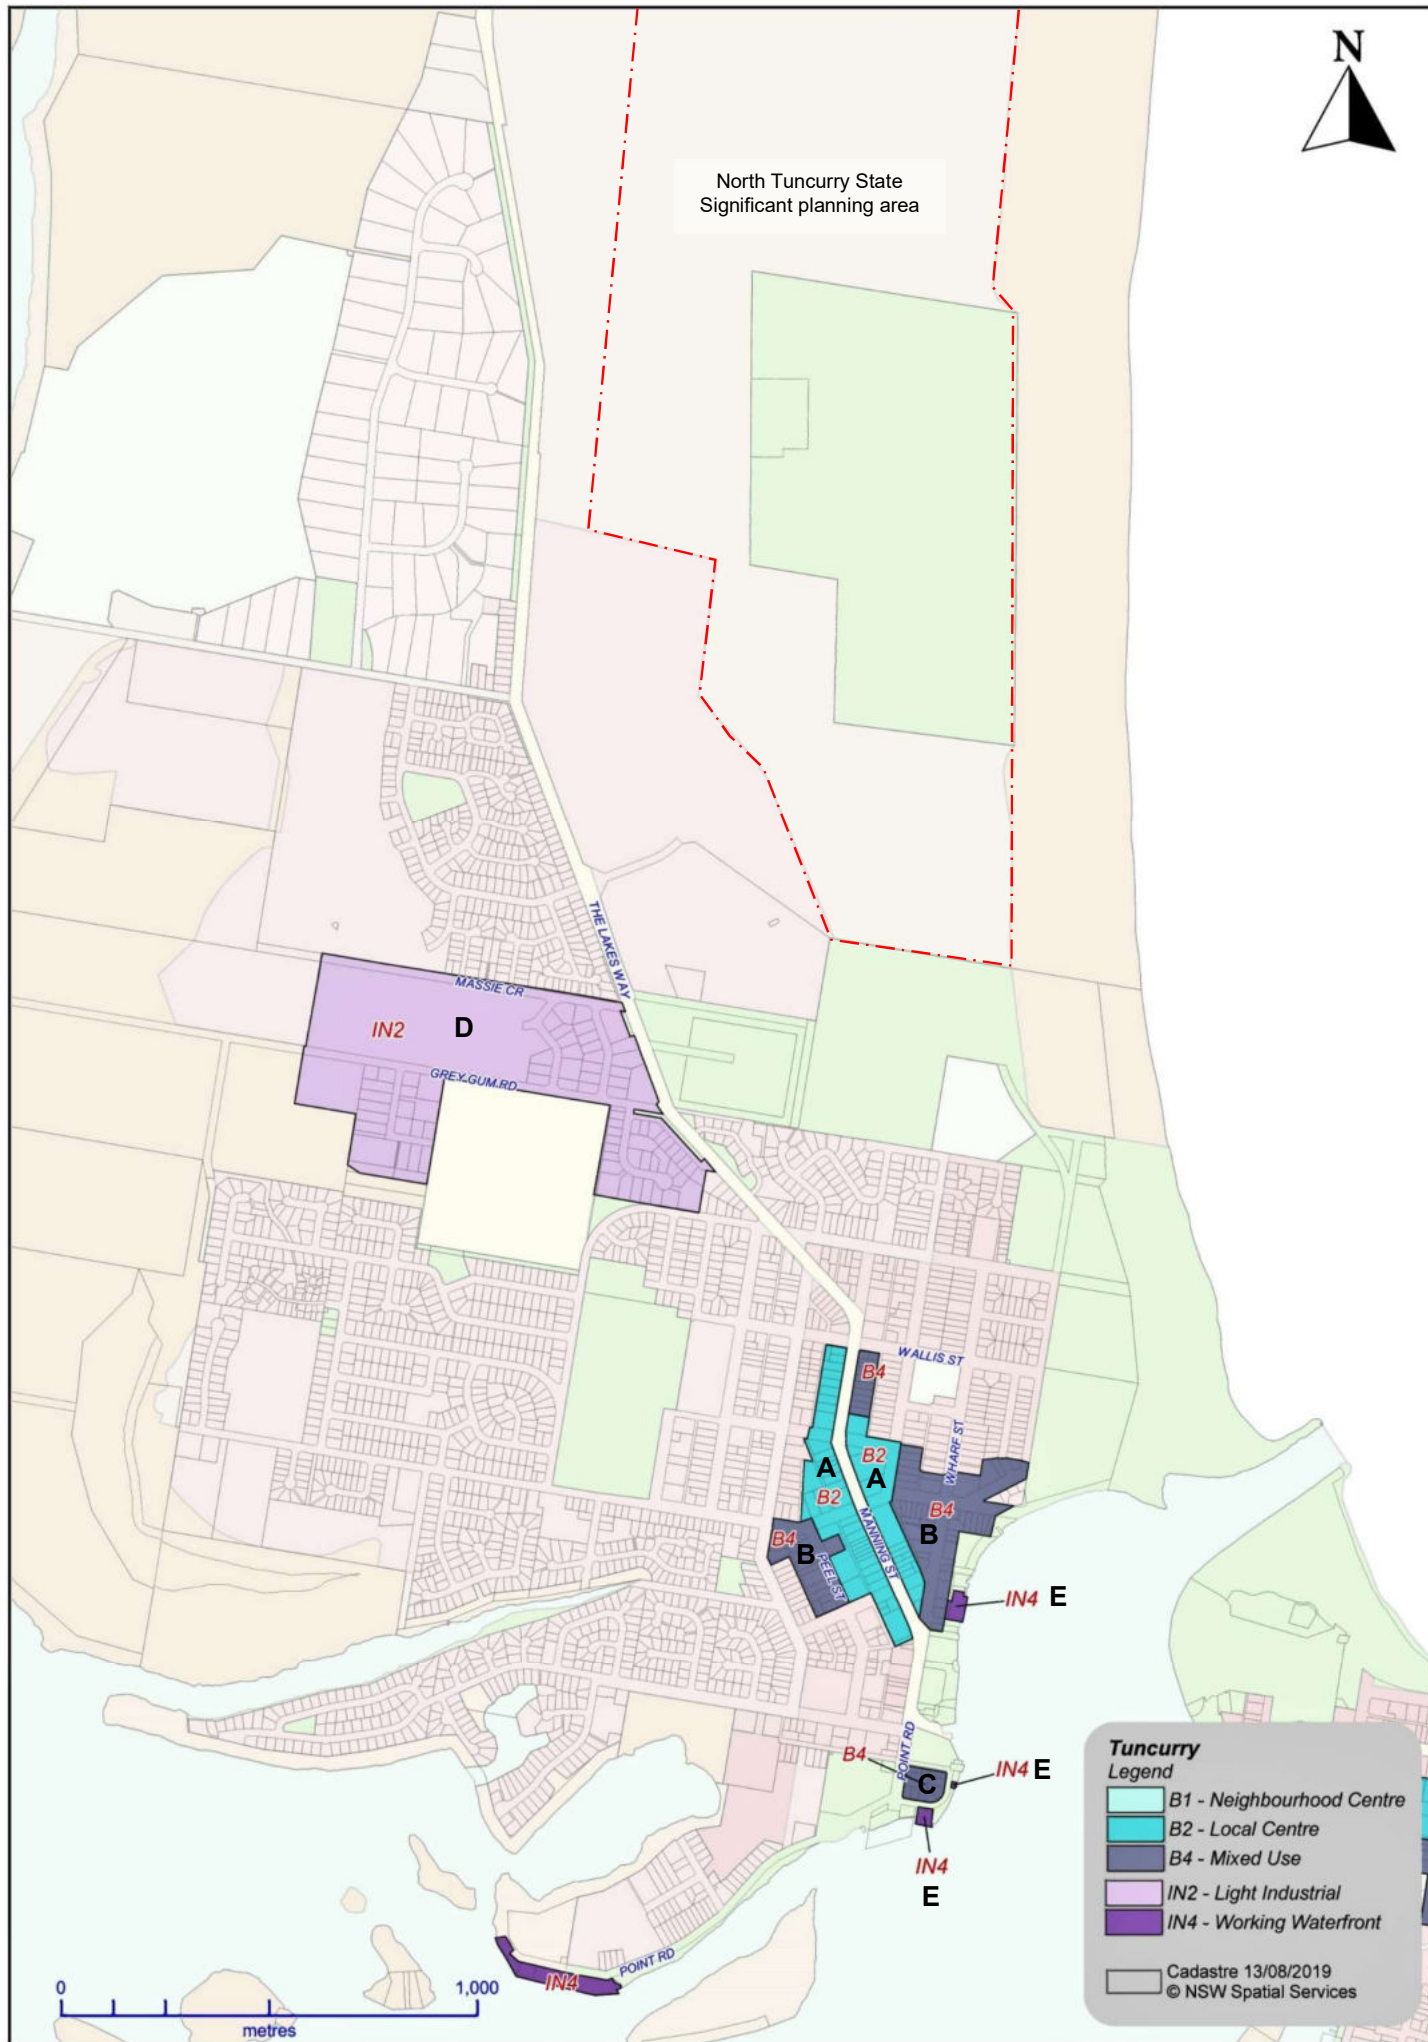 N
North Tuncurry State
Significant planning area
THE LAKES WAY
MASSIE CR
IN2
D
GREY GUM RD
WALLIS ST
B4
WHARF ST
B2
A
A
B2
B4
B
MANNING ST
B4
B
PEEL ST
IN4 E
POINT RD
B4
C
IN4 E
IN4
E
POINT RD
IN4
0
1,000
metres
Tuncurry
Legend
B1 - Neighbourhood Centre
B2 - Local Centre
B4 - Mixed Use
IN2 - Light Industrial
IN4 - Working Waterfront
Cadastre 13/08/2019
© NSW Spatial Services